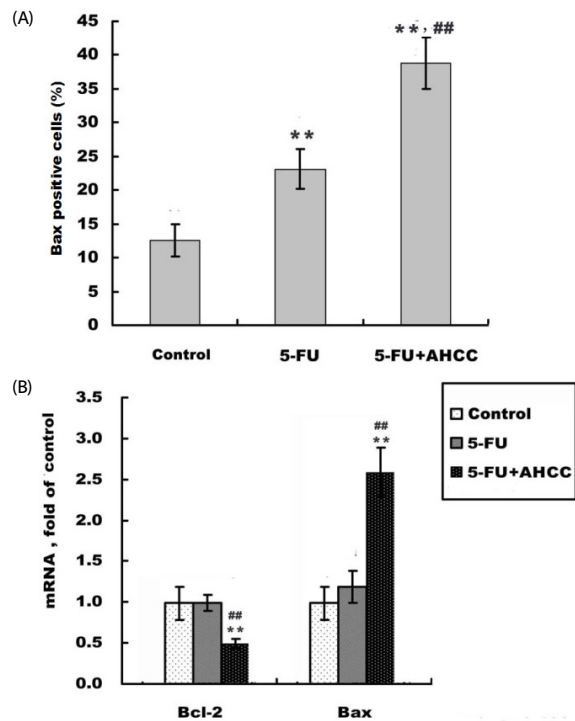 (A)
Bax positive cells (%)
45
40
35
30
25
20
15
10
5
0
**
**, ##
Control
5-FU
5-FU+AHCC
(B)
mRNA , fold of control
3.5
3.0
2.5
2.0
1.5
1.0
0.5
0.0
##
**
##
**
Bcl-2
Bax
Control
5-FU
5-FU+AHCC